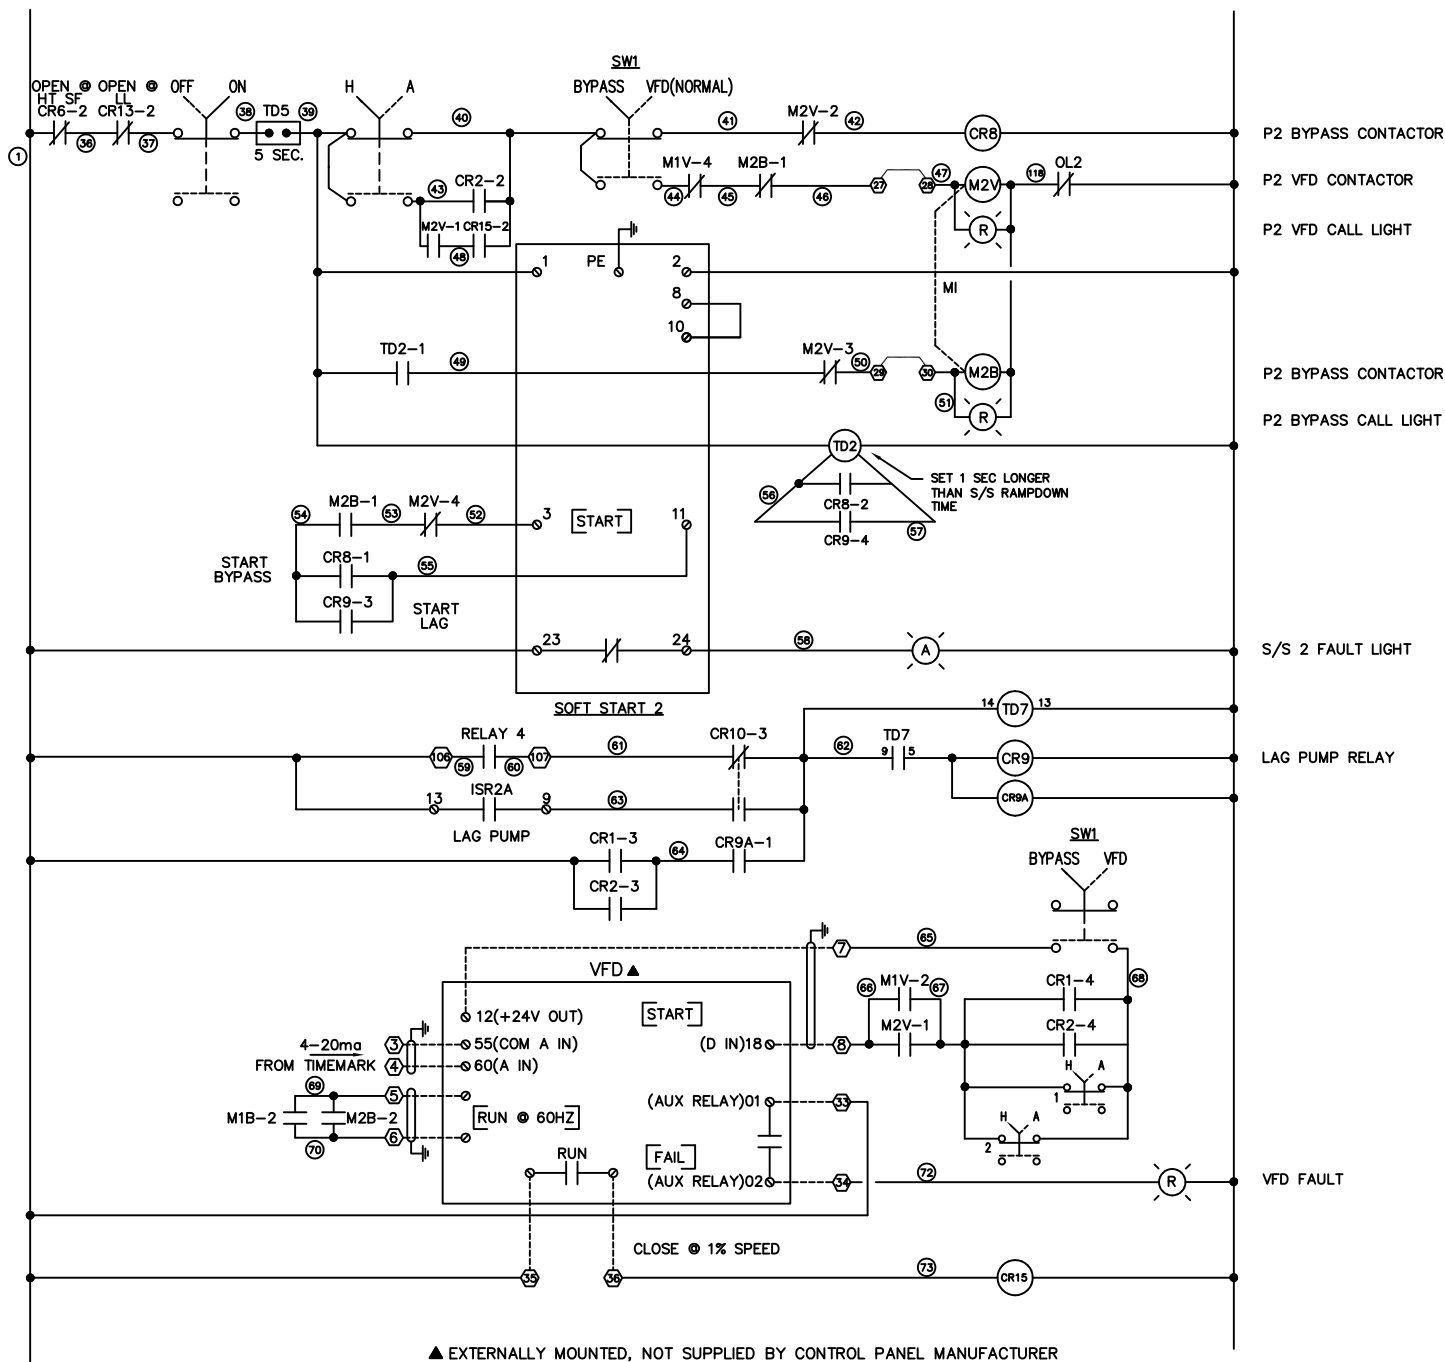 SW1
OPEN @ OPEN @ OFF ON H A BYPASS VFD(NORMAL)
HT SF LL
CR6-2 CR13-2 38 TD5 39 40 41 M2V-2 42
36 37 CR8 P2 BYPASS CONTACTOR
1 5 SEC.
M1V-4 M2B-1 47 118 OL2
43 CR2-2 44 45 46 27 28 M2V P2 VFD CONTACTOR
M2V-1 CR15-2 R P2 VFD CALL LIGHT
48
1 PE 2
8 MI
10
TD2-1 49 M2V-3 50
29 30 M2B P2 BYPASS CONTACTOR
51 R P2 BYPASS CALL LIGHT
TD2
SET 1 SEC LONGER
THAN S/S RAMPDOWN
TIME
56 CR8-2
57
CR9-4
54 M2B-1 53 M2V-4 52 3 START 11
START
BYPASS
CR8-1 55
CR9-3
START
LAG
23 24 58 A S/S 2 FAULT LIGHT
SOFT START 2
14 TD7 13
RELAY 4 61 CR10-3 62 TD7
106 59 60 107 9 5 CR9 LAG PUMP RELAY
13 ISR2A 9 63 CR9A
LAG PUMP
CR1-3 64 CR9A-1
CR2-3
SW1
BYPASS VFD
7 65
VFD ▲
68
12(+24V OUT) START 66 M1V-2 67 CR1-4
4-20ma 3 55(COM A IN) (D IN)18 8 M2V-1 CR2-4
FROM TIMEMARK 4 60(A IN)
H A
1
69 5 (AUX RELAY)01 33
M1B-2 M2B-2 RUN @ 60HZ
H A
2
70 6
RUN FAIL
(AUX RELAY)02 34 72 R VFD FAULT
CLOSE @ 1% SPEED
35 36 73 CR15
▲ EXTERNALLY MOUNTED, NOT SUPPLIED BY CONTROL PANEL MANUFACTURER